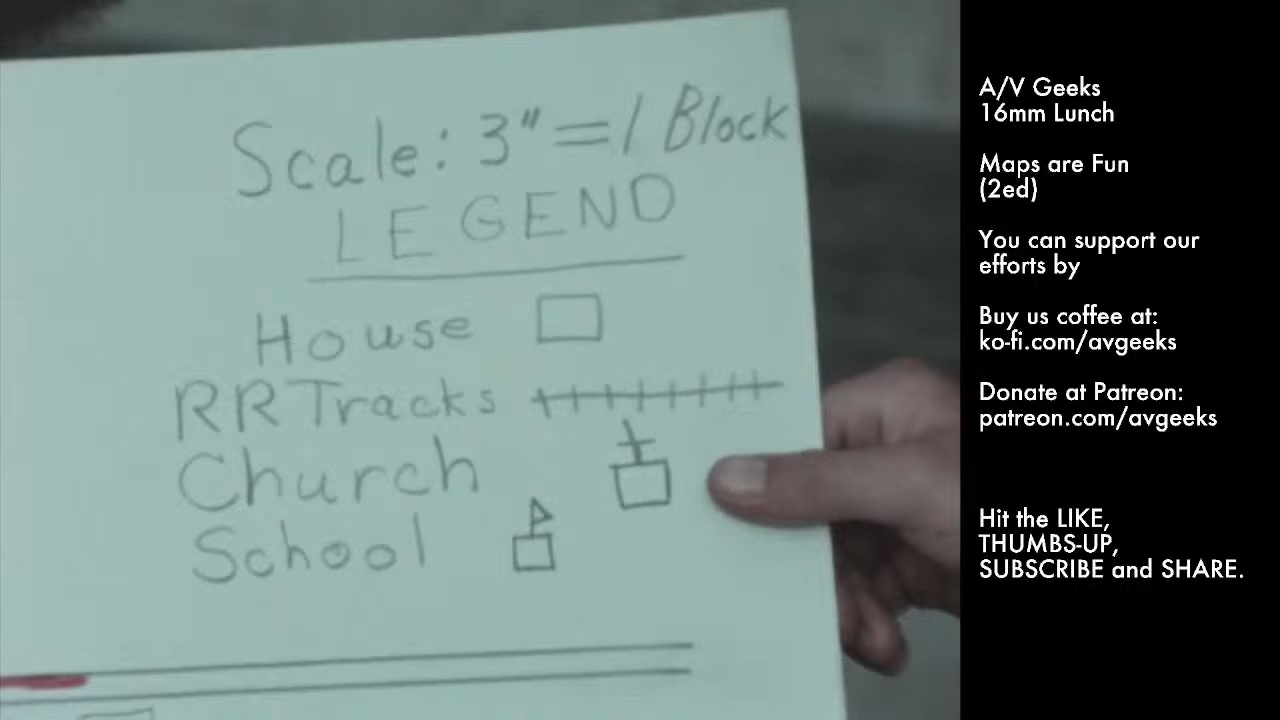 Scale: 3" = 1 Block
LEGEND
House
RR Tracks
Church
School
A/V Geeks
16mm Lunch
Maps are Fun
(2ed)
You can support our
efforts by
Buy us coffee at:
ko-fi.com/avgeeks
Donate at Patreon:
patreon.com/avgeeks
Hit the LIKE,
THUMBS-UP,
SUBSCRIBE and SHARE.